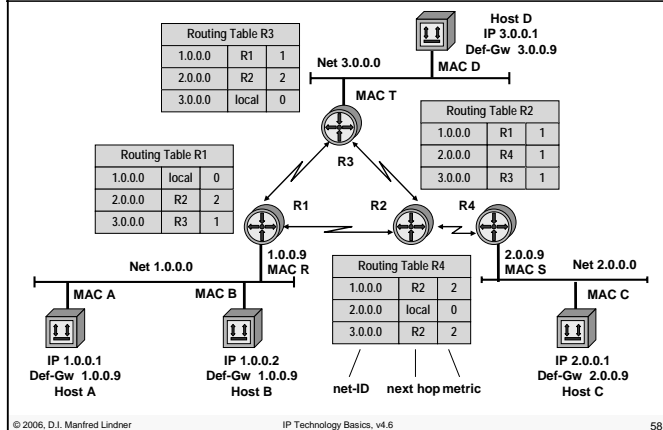 Host D
IP 3.0.0.1
Def-Gw 3.0.0.9
MAC D
Net 3.0.0.0
MAC T
Routing Table R3
1.0.0.0 R1 1
2.0.0.0 R2 2
3.0.0.0 local 0
R3
Routing Table R2
1.0.0.0 R1 1
2.0.0.0 R4 1
3.0.0.0 R3 1
Routing Table R1
1.0.0.0 local 0
2.0.0.0 R2 2
3.0.0.0 R3 1
R1
R2
R4
1.0.0.9
MAC R
Net 1.0.0.0
2.0.0.9
MAC S
Net 2.0.0.0
Routing Table R4
1.0.0.0 R2 2
2.0.0.0 local 0
3.0.0.0 R2 2
net-ID next hop metric
MAC A
IP 1.0.0.1
Def-Gw 1.0.0.9
Host A
MAC B
IP 1.0.0.2
Def-Gw 1.0.0.9
Host B
MAC C
IP 2.0.0.1
Def-Gw 2.0.0.9
Host C
© 2006, D.I. Manfred Lindner
IP Technology Basics, v4.6
58